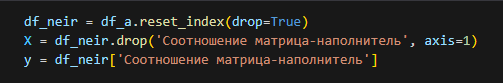 df_neir = df_a.reset_index(drop=True)
X = df_neir.drop('Соотношение матрица-наполнитель', axis=1)
y = df_neir['Соотношение матрица-наполнитель']